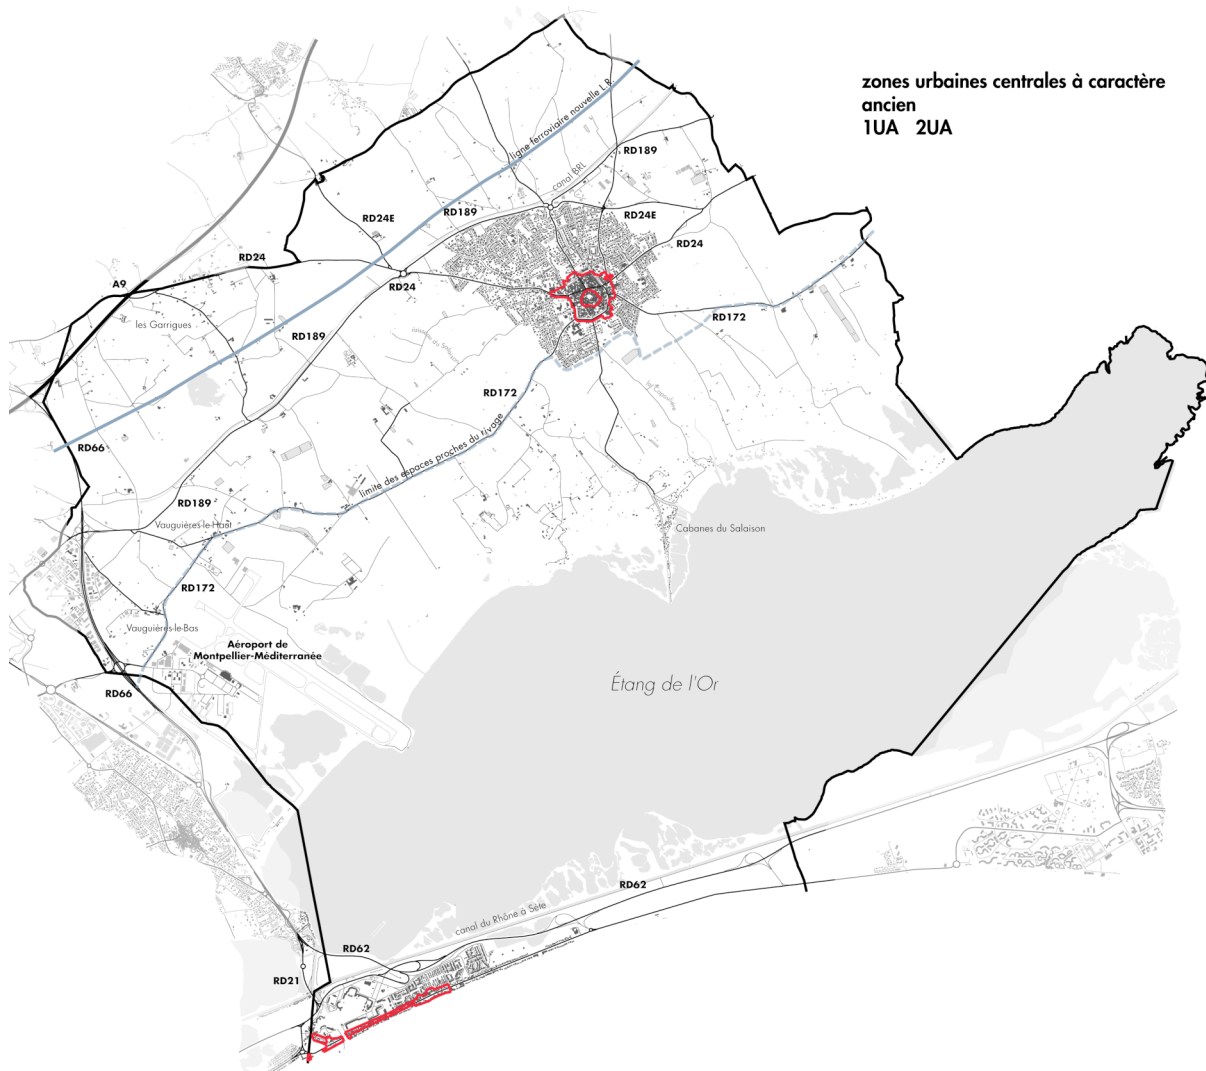 zones urbaines centrales à caractère
ancien
1UA 2UA
ligne ferroviaire nouvelle L.R.
RD189
canal BRL
RD24E
RD189
RD24E
RD24
RD24
A9
RD24
les Garrigues
RD189
RD172
RD172
limite des espaces proches du rivage
RD66
RD189
Vauguières-le-Haut
Cabanes du Salaison
RD172
Vauguières-le-Bas
Aéroport de
Montpellier-Méditerranée
Étang de l'Or
RD66
RD62
canal du Rhône à Sète
RD62
RD21